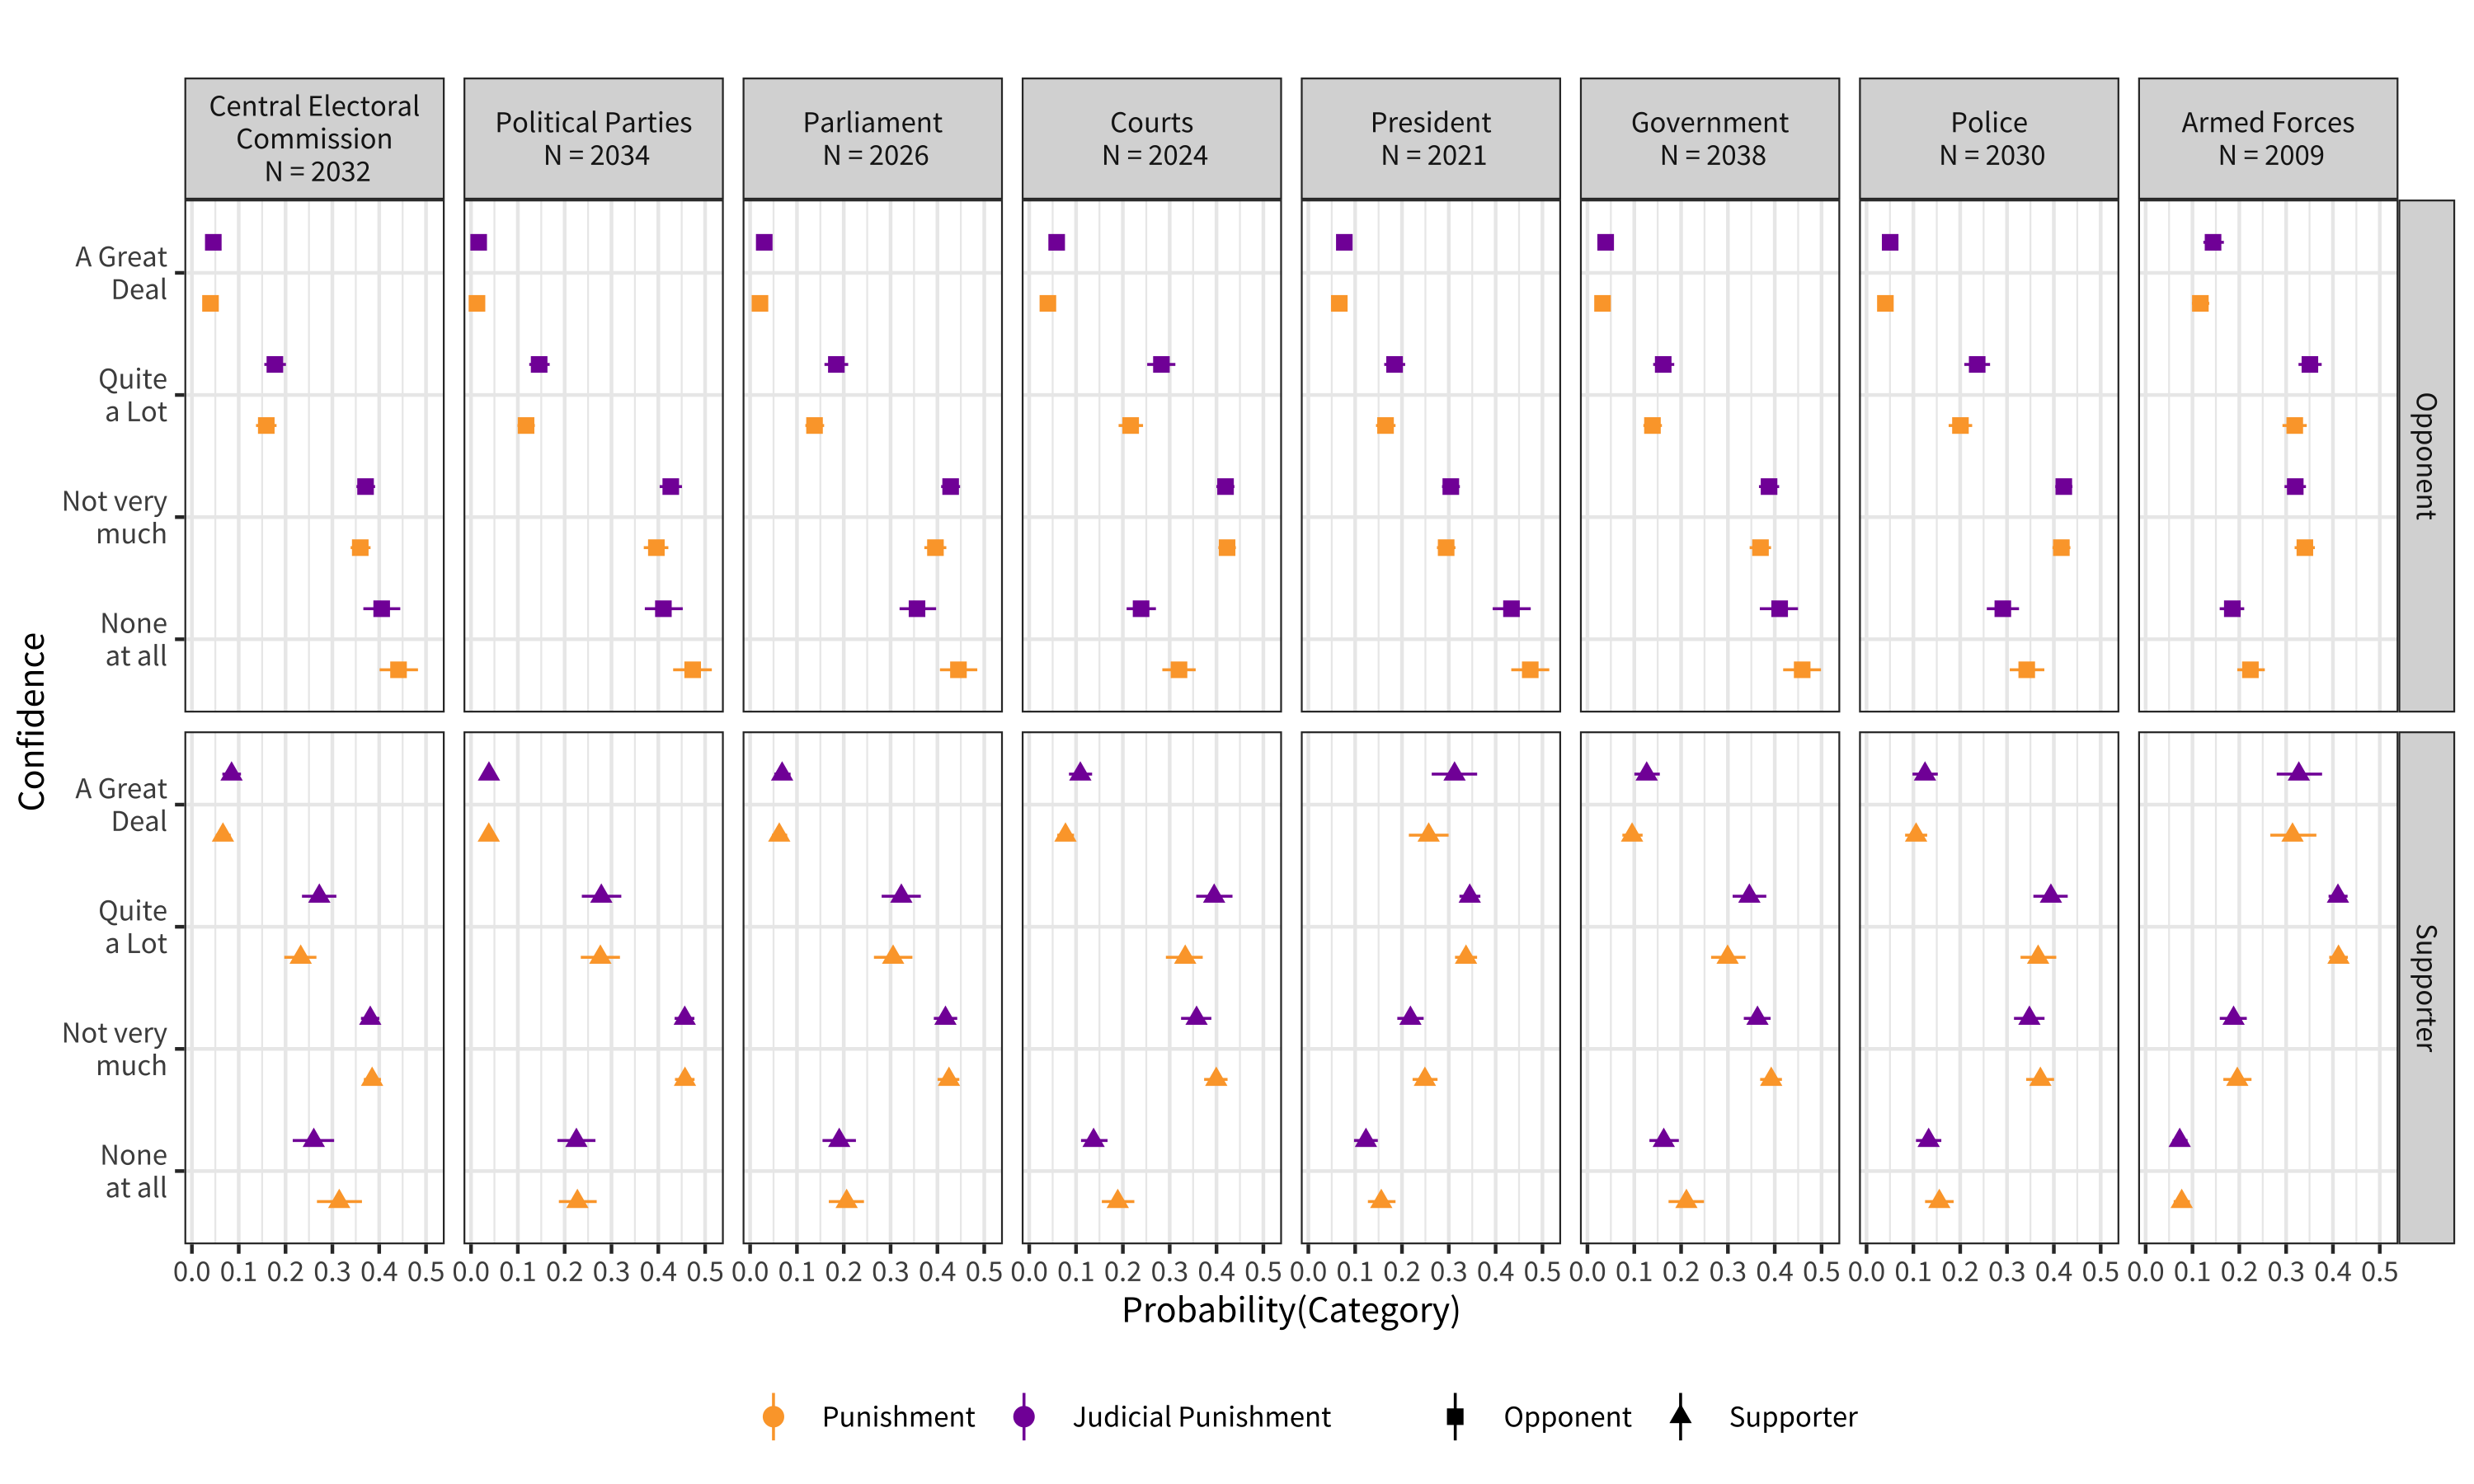 Central Electoral
Commission
N = 2032
Political Parties
N = 2034
Parliament
N = 2026
Courts
N = 2024
President
N = 2021
Government
N = 2038
Police
N = 2030
Armed Forces
N = 2009
A Great
Deal
Quite
a Lot
Not very
much
None
at all
Opponent
A Great
Deal
Quite
a Lot
Not very
much
None
at all
Supporter
Confidence
0.0 0.1 0.2 0.3 0.4 0.5
0.0 0.1 0.2 0.3 0.4 0.5
0.0 0.1 0.2 0.3 0.4 0.5
0.0 0.1 0.2 0.3 0.4 0.5
0.0 0.1 0.2 0.3 0.4 0.5
0.0 0.1 0.2 0.3 0.4 0.5
0.0 0.1 0.2 0.3 0.4 0.5
0.0 0.1 0.2 0.3 0.4 0.5
Probability(Category)
Punishment Judicial Punishment Opponent Supporter